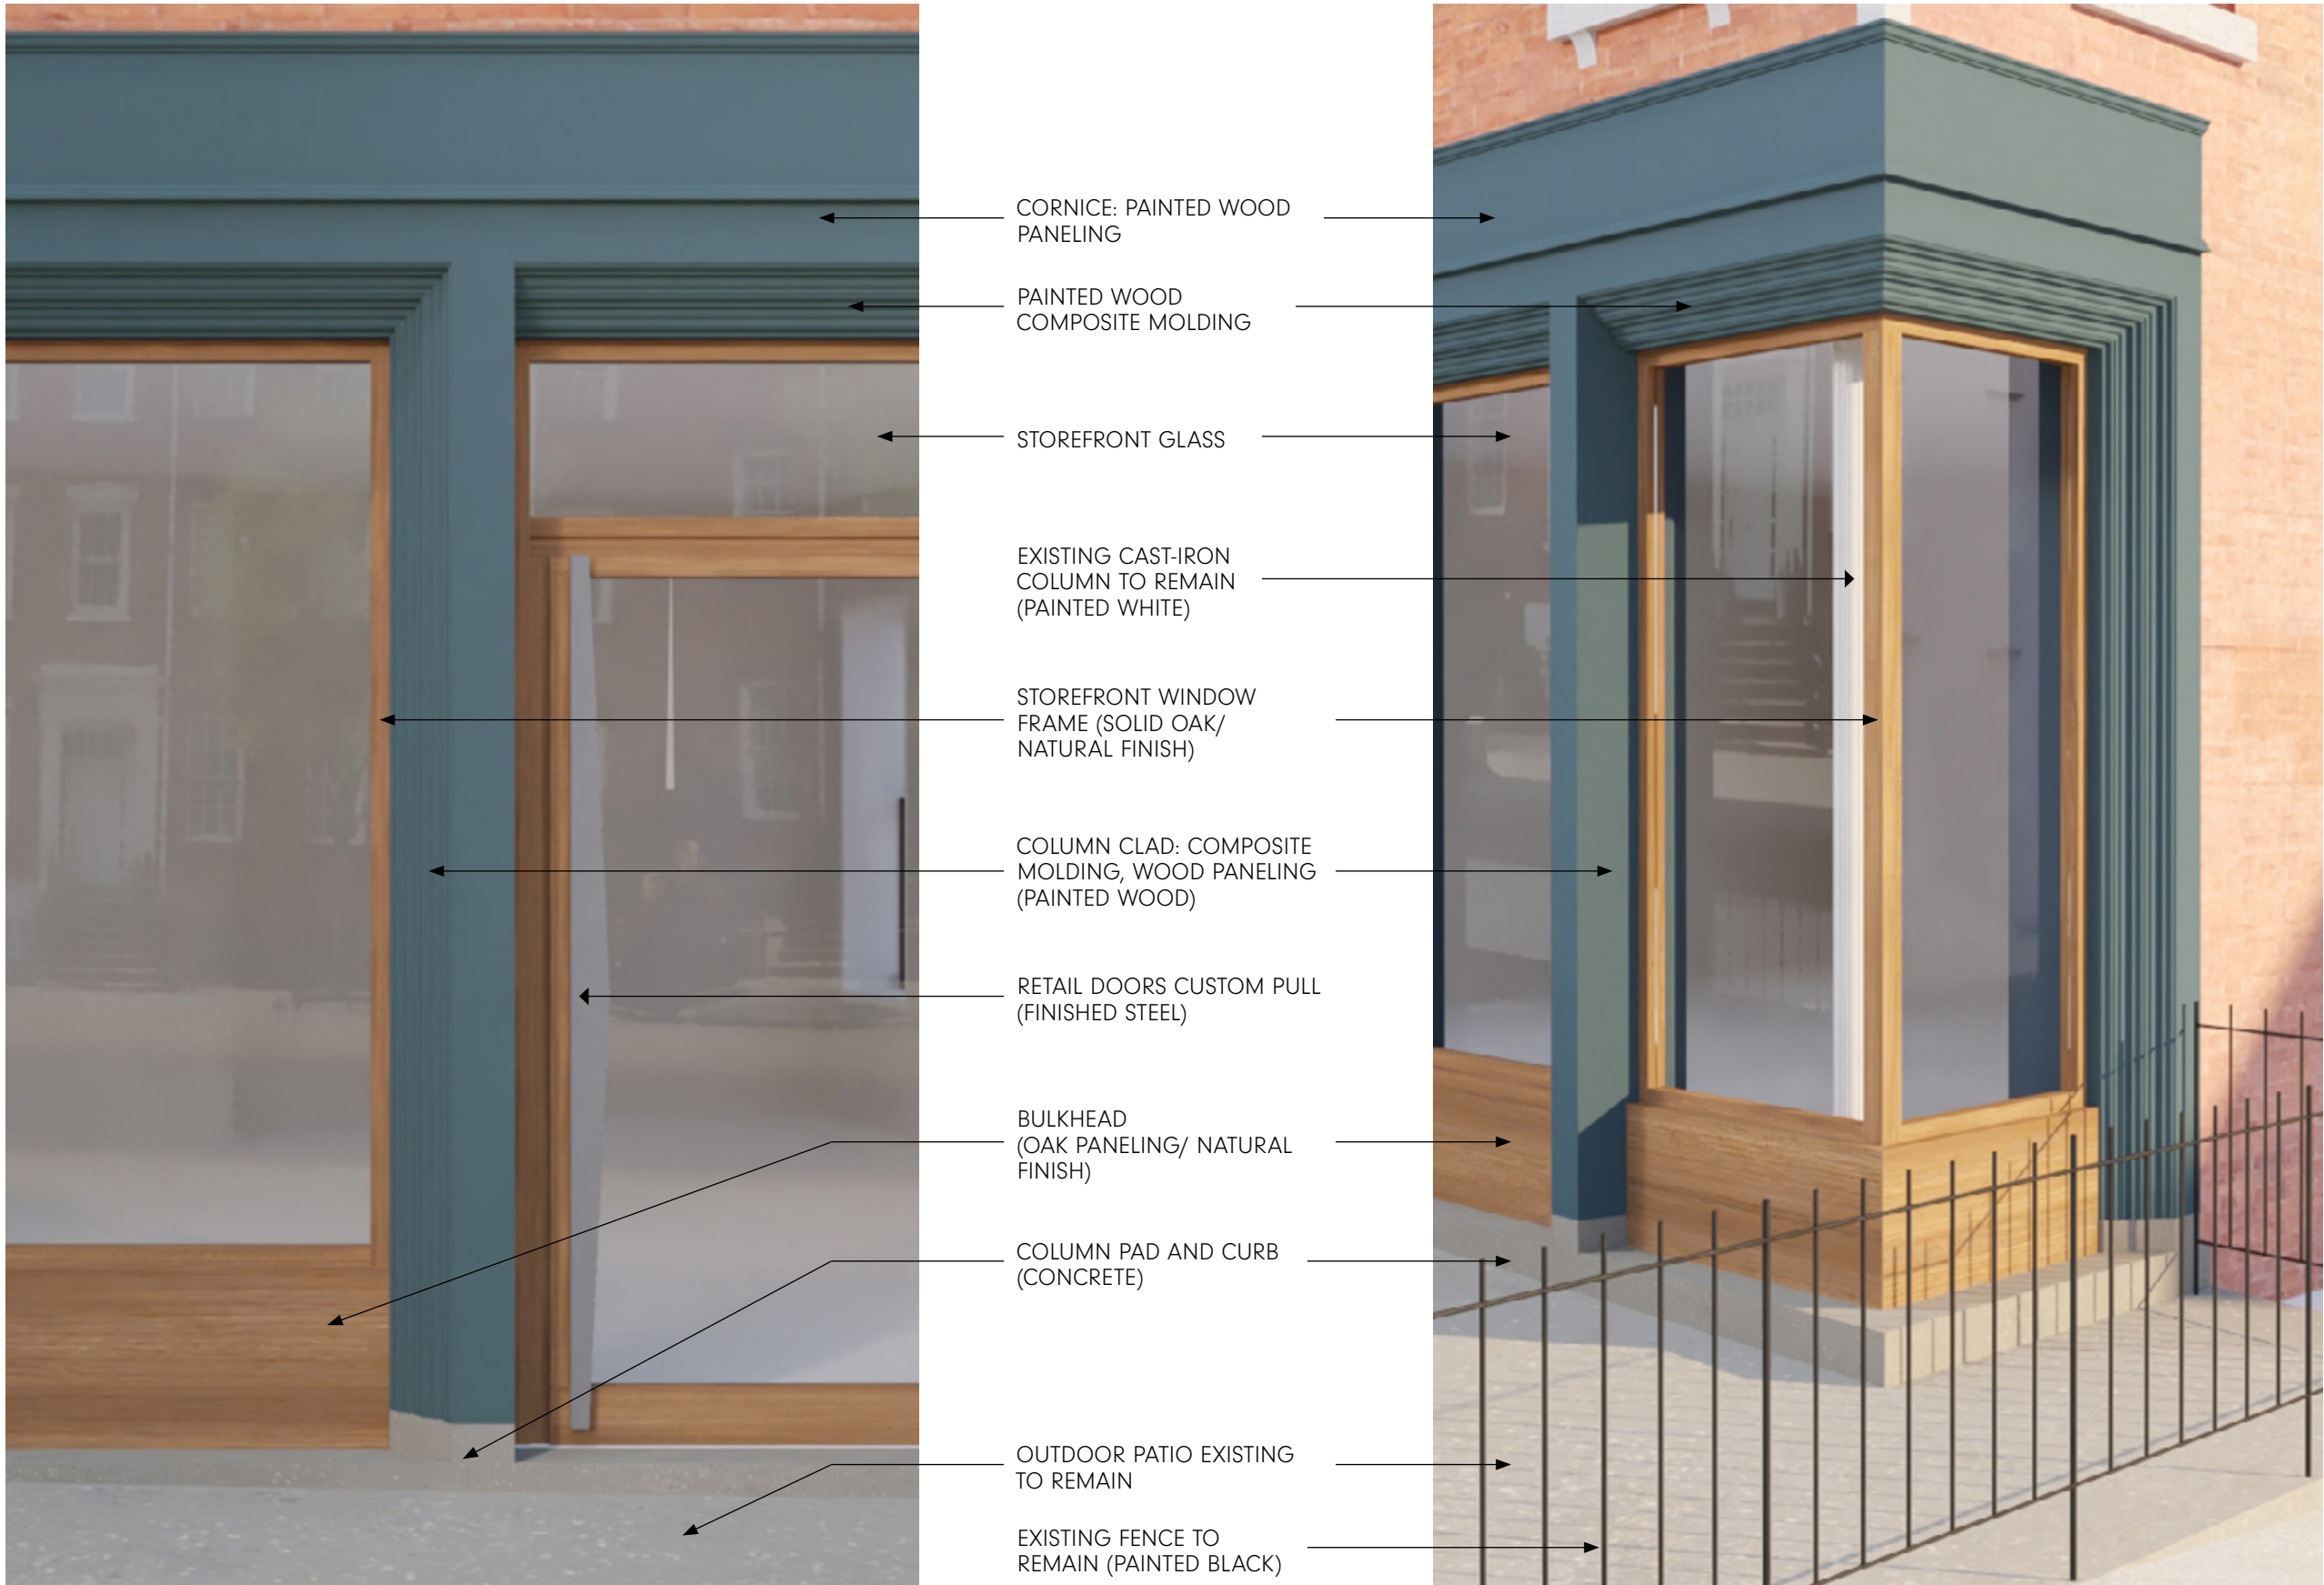 CORNICE: PAINTED WOOD
PANELING
PAINTED WOOD
COMPOSITE MOLDING
STOREFRONT GLASS
EXISTING CAST-IRON
COLUMN TO REMAIN
(PAINTED WHITE)
STOREFRONT WINDOW
FRAME (SOLID OAK/
NATURAL FINISH)
COLUMN CLAD: COMPOSITE
MOLDING, WOOD PANELING
(PAINTED WOOD)
RETAIL DOORS CUSTOM PULL
(FINISHED STEEL)
BULKHEAD
(OAK PANELING/ NATURAL
FINISH)
COLUMN PAD AND CURB
(CONCRETE)
OUTDOOR PATIO EXISTING
TO REMAIN
EXISTING FENCE TO
REMAIN (PAINTED BLACK)